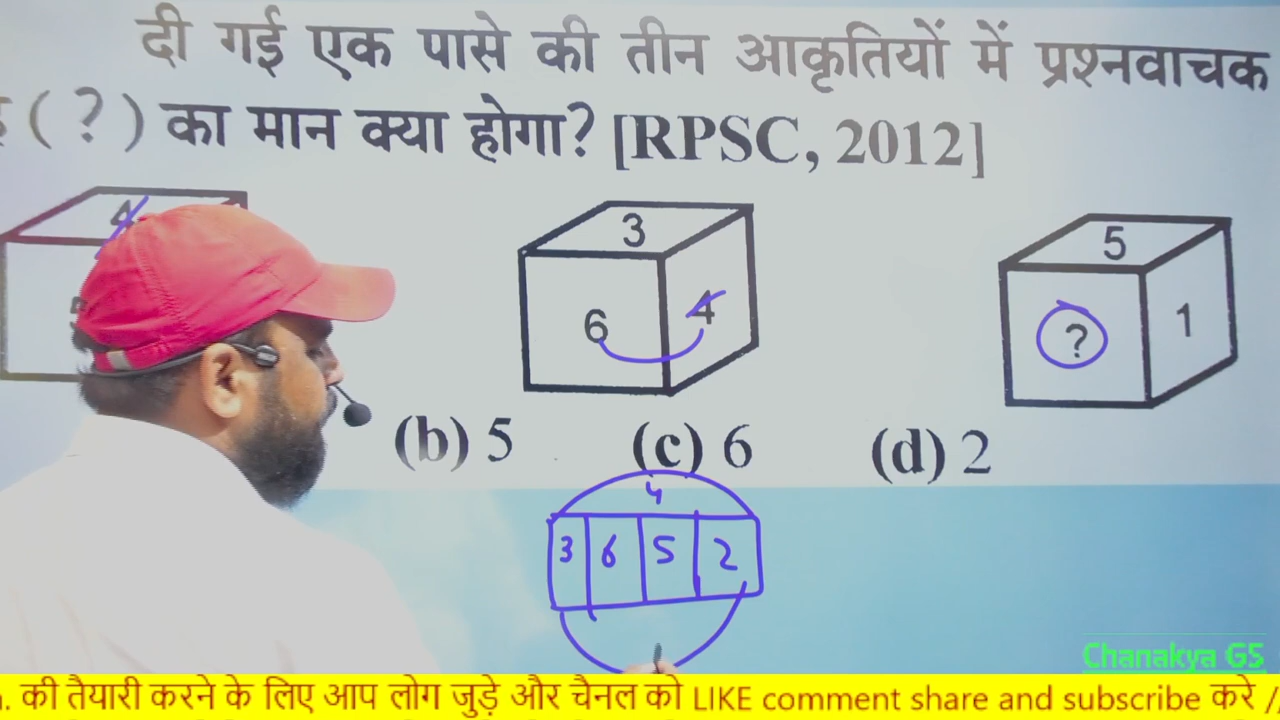 दी गई एक पासे की तीन आकृतियों में प्रश्नवाचक
( ? ) का मान क्या होगा? [RPSC, 2012]
4
3
6
4
5
?
1
(b) 5 (c) 6 (d) 2
4
3 6 5 2
Chanakya GS
की तैयारी करने के लिए आप लोग जुड़े और चैनल को LIKE comment share and subscribe करे //